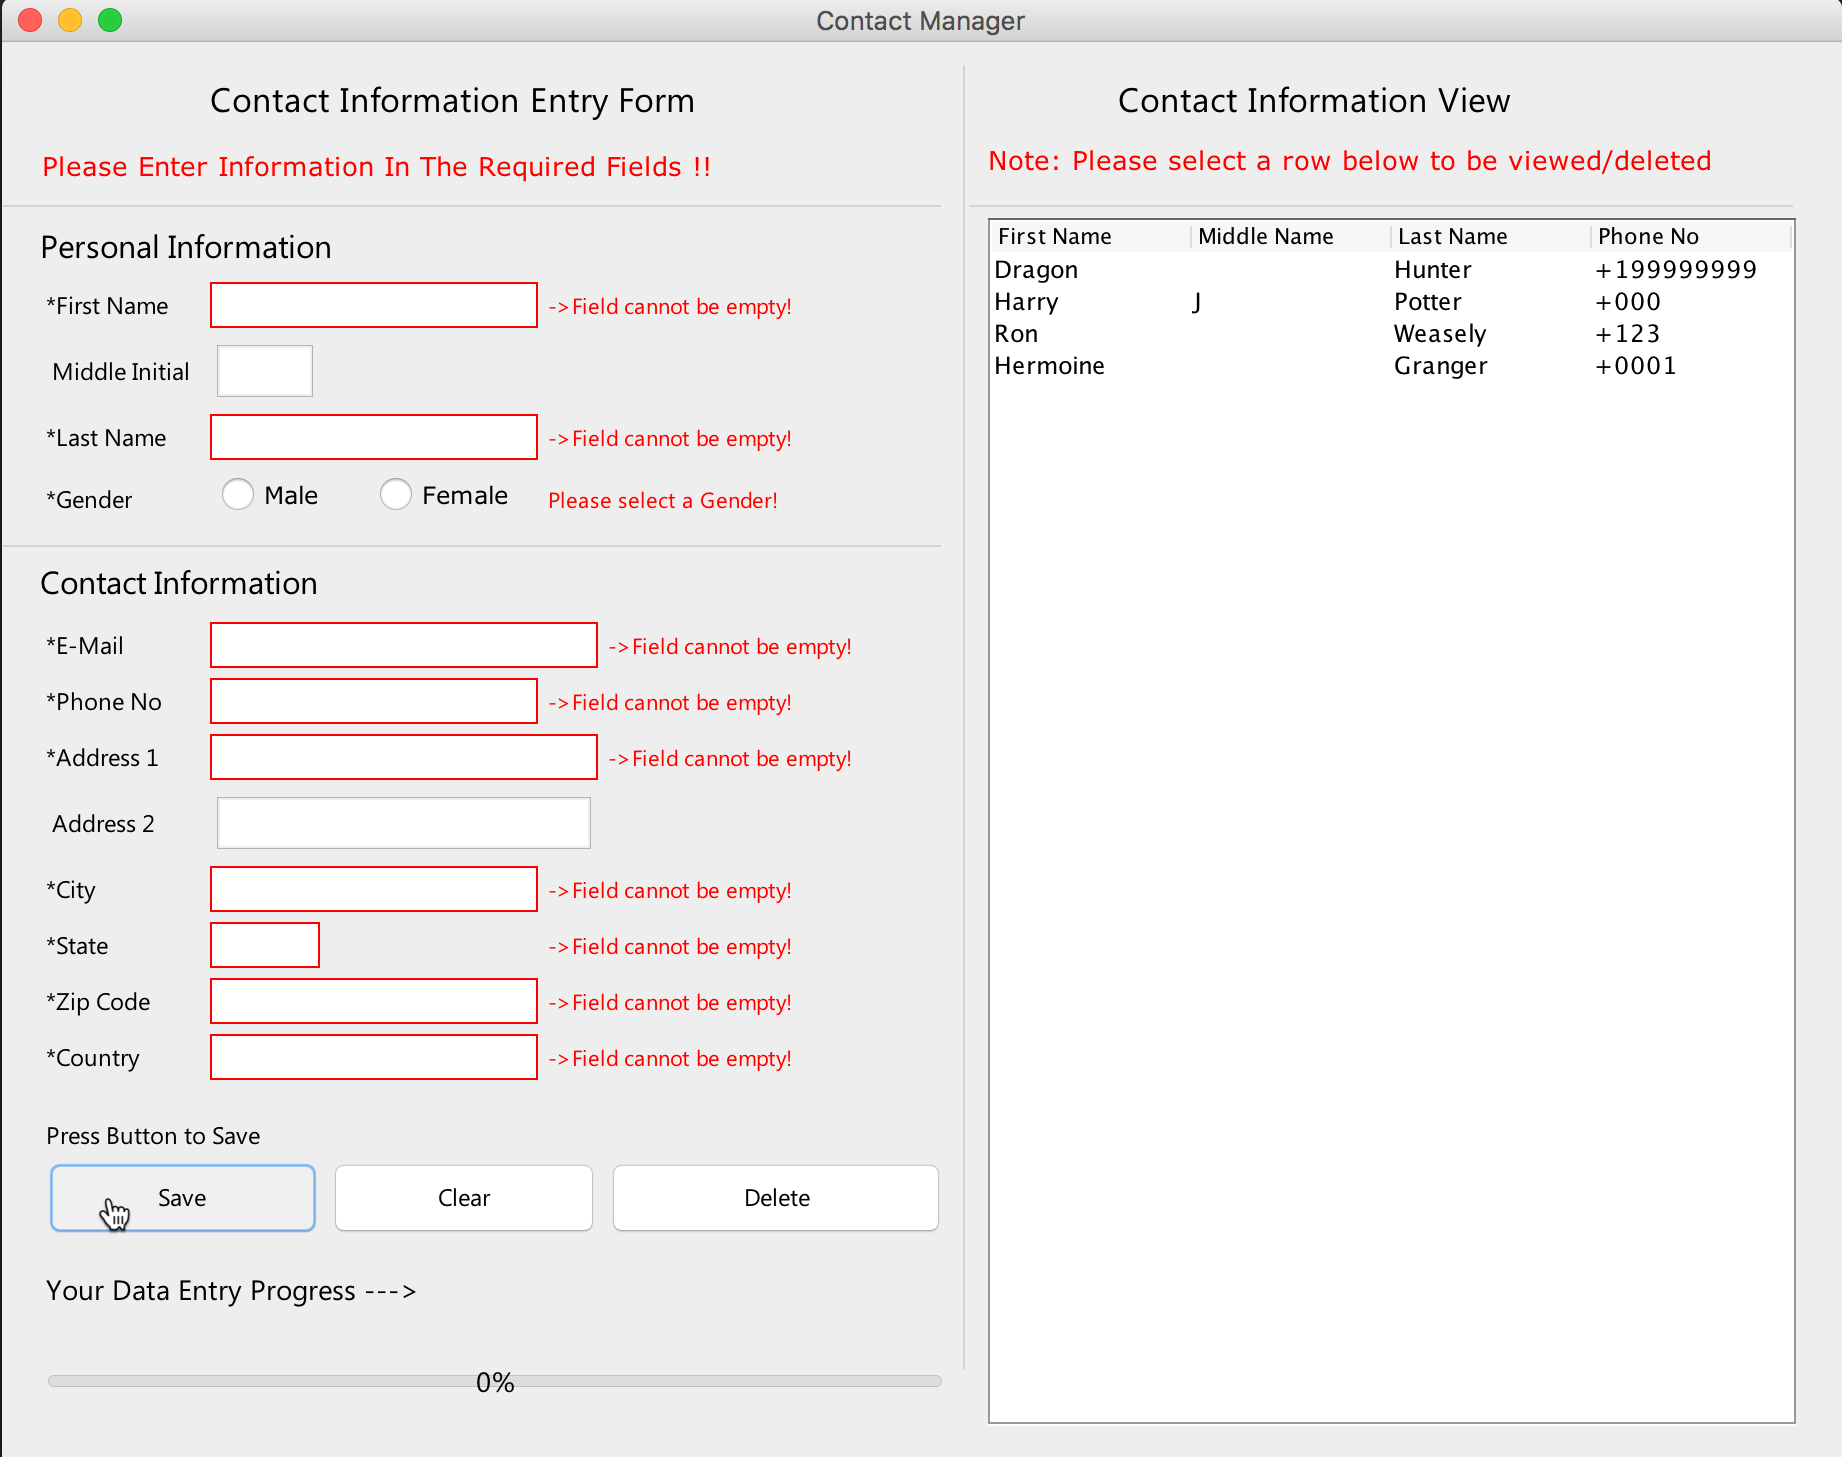 Contact Manager
Contact Information Entry Form
Please Enter Information In The Required Fields !!
Personal Information
*First Name ->Field cannot be empty!
Middle Initial
*Last Name ->Field cannot be empty!
*Gender Male Female Please select a Gender!
Contact Information
*E-Mail ->Field cannot be empty!
*Phone No ->Field cannot be empty!
*Address 1 ->Field cannot be empty!
Address 2
*City ->Field cannot be empty!
*State ->Field cannot be empty!
*Zip Code ->Field cannot be empty!
*Country ->Field cannot be empty!
Press Button to Save
Save Clear Delete
Your Data Entry Progress --->
0%
Contact Information View
Note: Please select a row below to be viewed/deleted
First Name Middle Name Last Name Phone No
Dragon Hunter +199999999
Harry J Potter +000
Ron Weasely +123
Hermoine Granger +0001